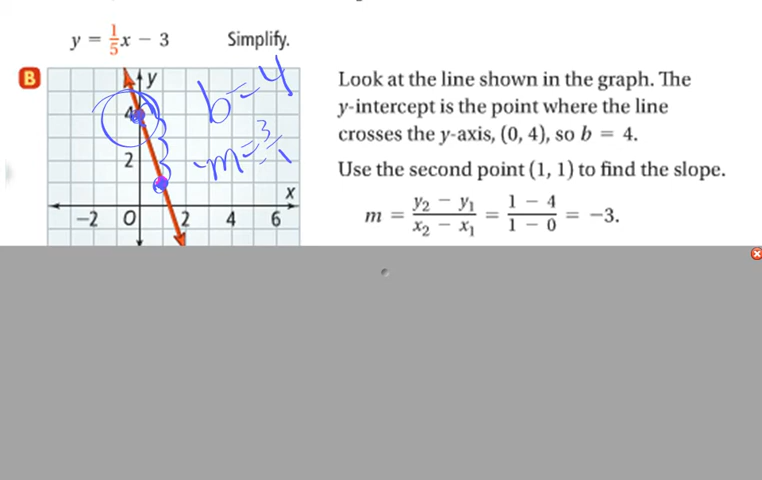 y = 1/5 x − 3 Simplify.
B
y
4
2
x
−2 O 2 4 6
b = 4
m = 3/−1
Look at the line shown in the graph. The
y-intercept is the point where the line
crosses the y-axis, (0, 4), so b = 4.
Use the second point (1, 1) to find the slope.
m = y₂ − y₁ / x₂ − x₁ = 1 − 4 / 1 − 0 = −3.